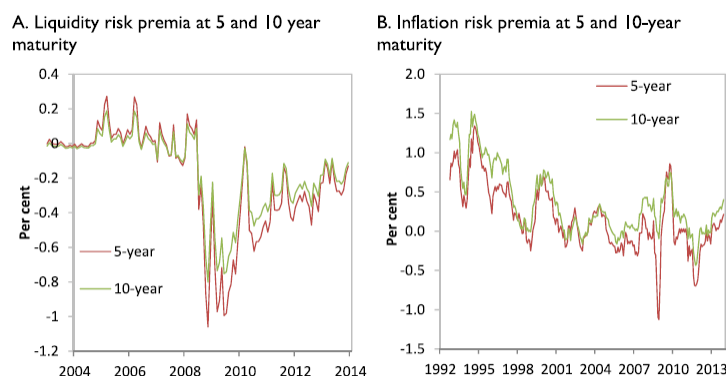 A. Liquidity risk premia at 5 and 10 year
maturity
0.4
0.2
0
-0.2
-0.4
-0.6
-0.8
-1
-1.2
Per cent
5-year
10-year
2004 2006 2008 2010 2012 2014
B. Inflation risk premia at 5 and 10-year
maturity
2.0
1.5
1.0
0.5
0.0
-0.5
-1.0
-1.5
Per cent
5-year
10-year
1992 1995 1998 2001 2004 2007 2010 2013